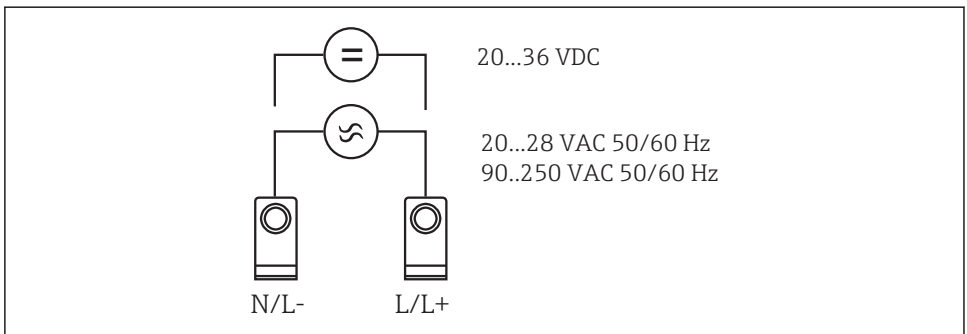 20...36 VDC
20...28 VAC 50/60 Hz
90..250 VAC 50/60 Hz
N/L- L/L+